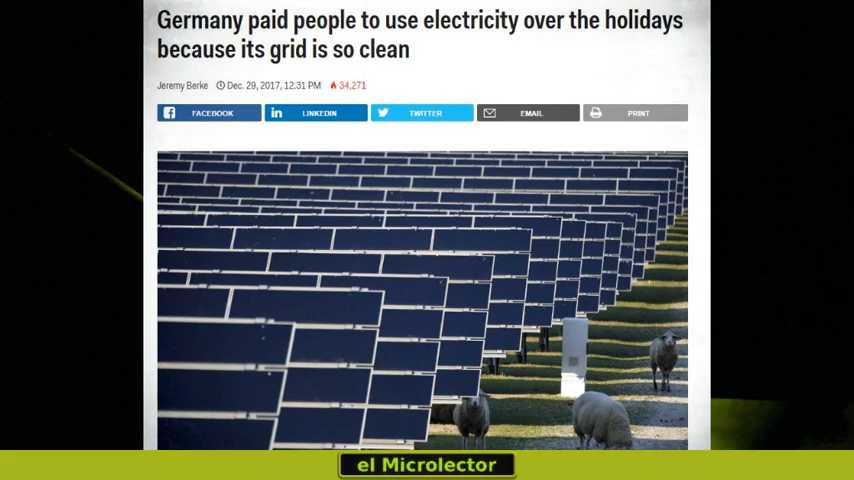 Germany paid people to use electricity over the holidays
because its grid is so clean
Jeremy Berke Dec. 29, 2017, 12:31 PM 34,271
FACEBOOK LINKEDIN TWITTER EMAIL PRINT
el Microlector